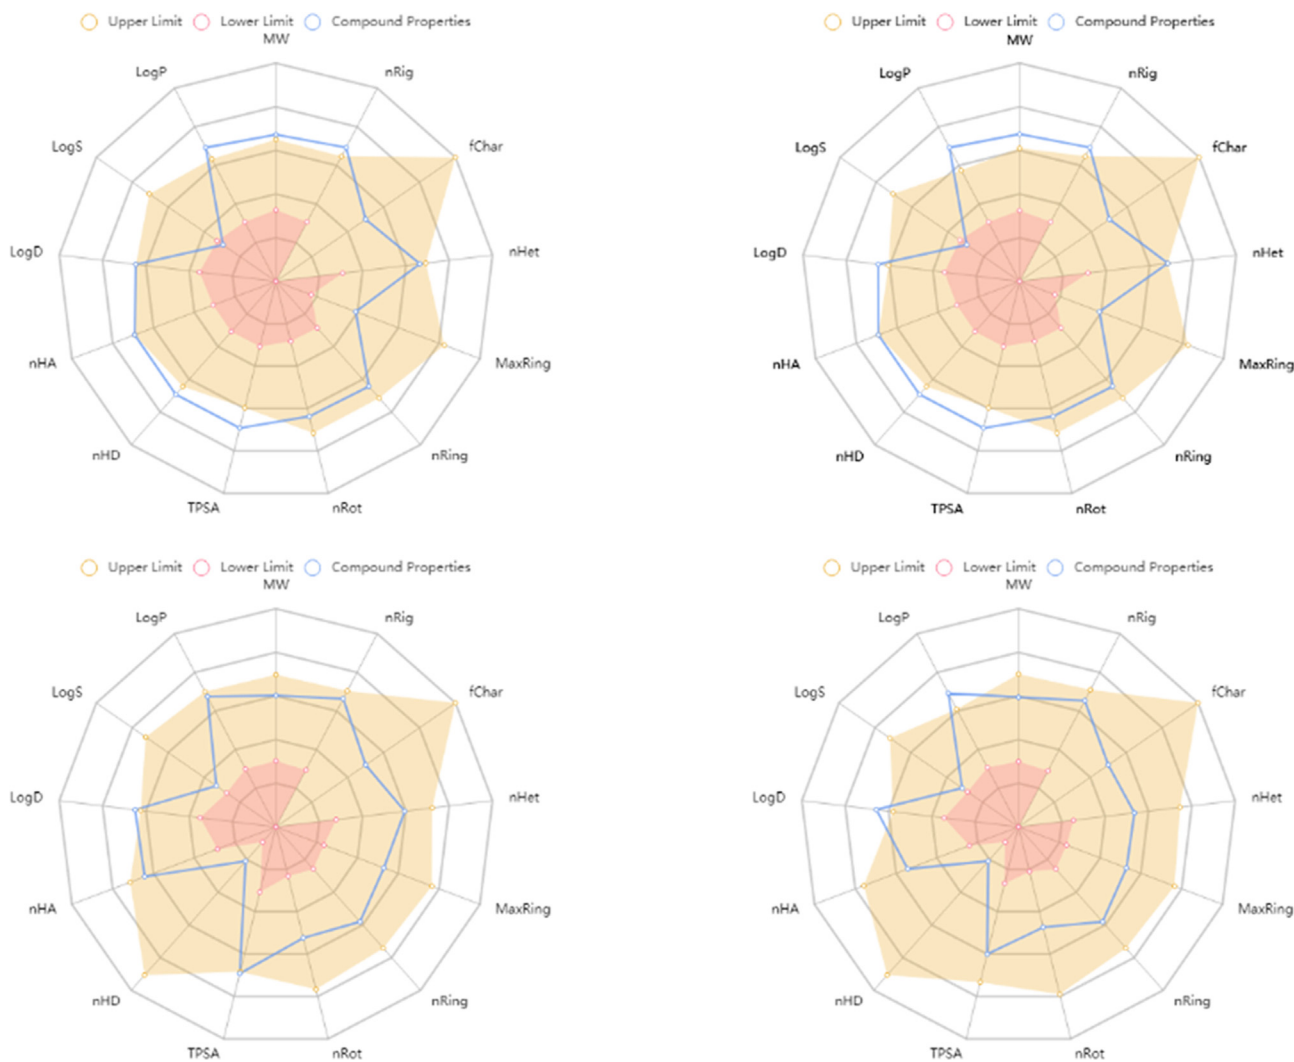 Upper Limit Lower Limit Compound Properties
MW
LogP nRig
LogS fChar
LogD nHet
nHA MaxRing
nHD nRing
TPSA nRot
Upper Limit Lower Limit Compound Properties
MW
LogP nRig
LogS fChar
LogD nHet
nHA MaxRing
nHD nRing
TPSA nRot
Upper Limit Lower Limit Compound Properties
MW
LogP nRig
LogS fChar
LogD nHet
nHA MaxRing
nHD nRing
TPSA nRot
Upper Limit Lower Limit Compound Properties
MW
LogP nRig
LogS fChar
LogD nHet
nHA MaxRing
nHD nRing
TPSA nRot